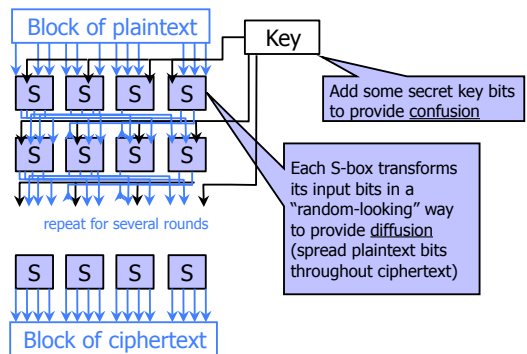 Block of plaintext
Key
S S S S
Add some secret key bits
to provide confusion
S S S S
Each S-box transforms
its input bits in a
“random-looking” way
to provide diffusion
(spread plaintext bits
throughout ciphertext)
repeat for several rounds
S S S S
Block of ciphertext